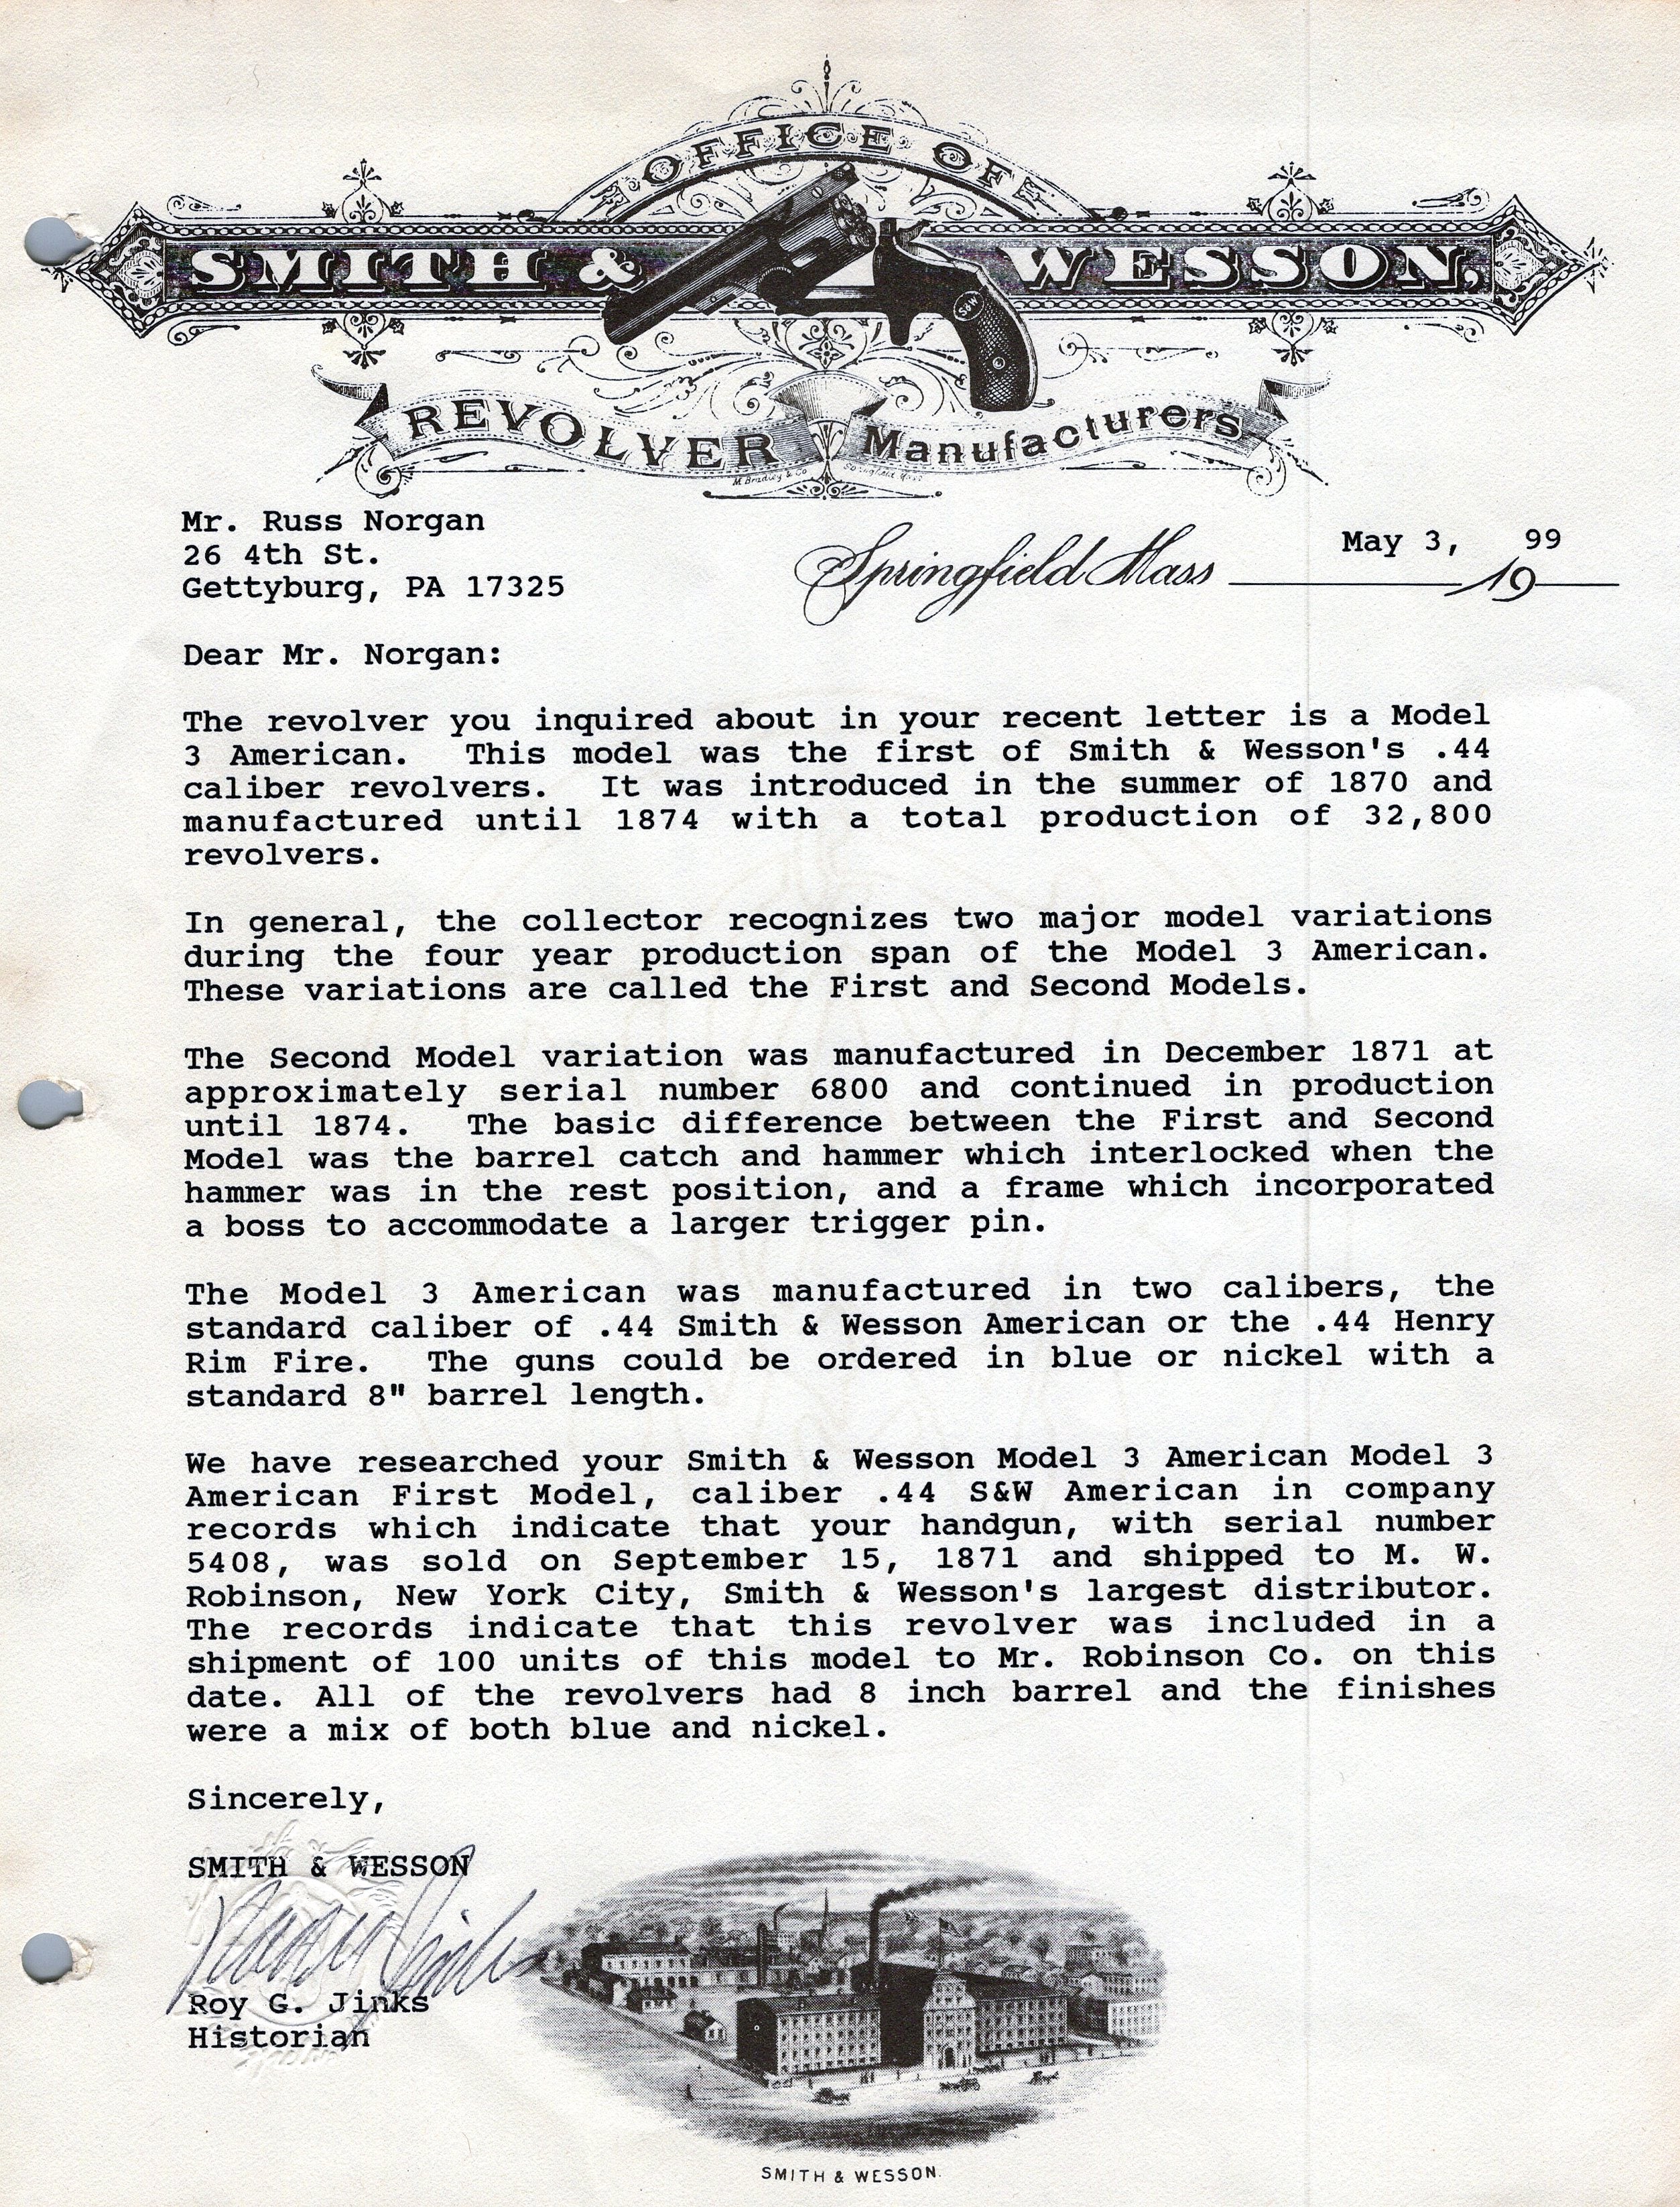 OFFICE OF
SMITH & WESSON,
S&W
REVOLVER Manufacturers
M Bradley & Co Springfield Mass
Mr. Russ Norgan
26 4th St.
Gettyburg, PA 17325
Springfield Mass May 3, 1999
Dear Mr. Norgan:
The revolver you inquired about in your recent letter is a Model
3 American. This model was the first of Smith & Wesson's .44
caliber revolvers. It was introduced in the summer of 1870 and
manufactured until 1874 with a total production of 32,800
revolvers.
In general, the collector recognizes two major model variations
during the four year production span of the Model 3 American.
These variations are called the First and Second Models.
The Second Model variation was manufactured in December 1871 at
approximately serial number 6800 and continued in production
until 1874. The basic difference between the First and Second
Model was the barrel catch and hammer which interlocked when the
hammer was in the rest position, and a frame which incorporated
a boss to accommodate a larger trigger pin.
The Model 3 American was manufactured in two calibers, the
standard caliber of .44 Smith & Wesson American or the .44 Henry
Rim Fire. The guns could be ordered in blue or nickel with a
standard 8" barrel length.
We have researched your Smith & Wesson Model 3 American Model 3
American First Model, caliber .44 S&W American in company
records which indicate that your handgun, with serial number
5408, was sold on September 15, 1871 and shipped to M. W.
Robinson, New York City, Smith & Wesson's largest distributor.
The records indicate that this revolver was included in a
shipment of 100 units of this model to Mr. Robinson Co. on this
date. All of the revolvers had 8 inch barrel and the finishes
were a mix of both blue and nickel.
Sincerely,
SMITH & WESSON
Roy G. Jinks
Historian
SMITH & WESSON.